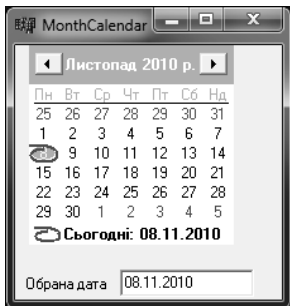 MonthCalendar
Листопад 2010 р.
Пн Вт Ср Чт Пт Сб Нд
25 26 27 28 29 30 31
1 2 3 4 5 6 7
9 10 11 12 13 14
15 16 17 18 19 20 21
22 23 24 25 26 27 28
29 30 1 2 3 4 5
Сьогодні: 08.11.2010
Обрана дата 08.11.2010